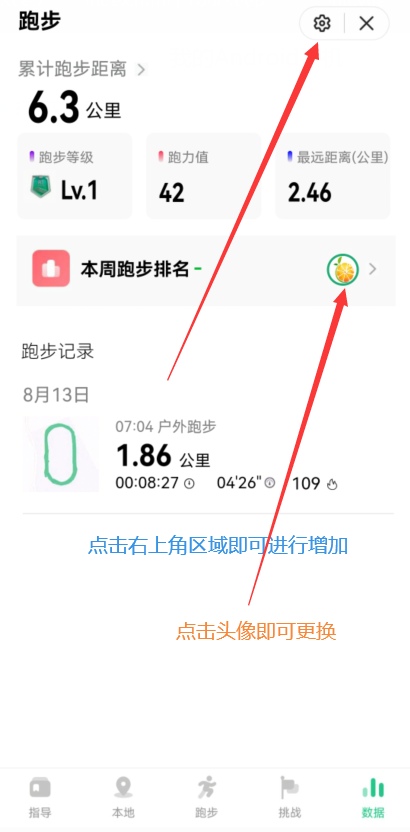 跑步
累计跑步距离
6.3 公里
跑步等级
Lv.1
跑力值
42
最远距离(公里)
2.46
本周跑步排名 -
跑步记录
8月13日
07:04 户外跑步
1.86 公里
00:08:27 04'26" 109
点击右上角区域即可进行增加
点击头像即可更换
指导 本地 跑步 挑战 数据